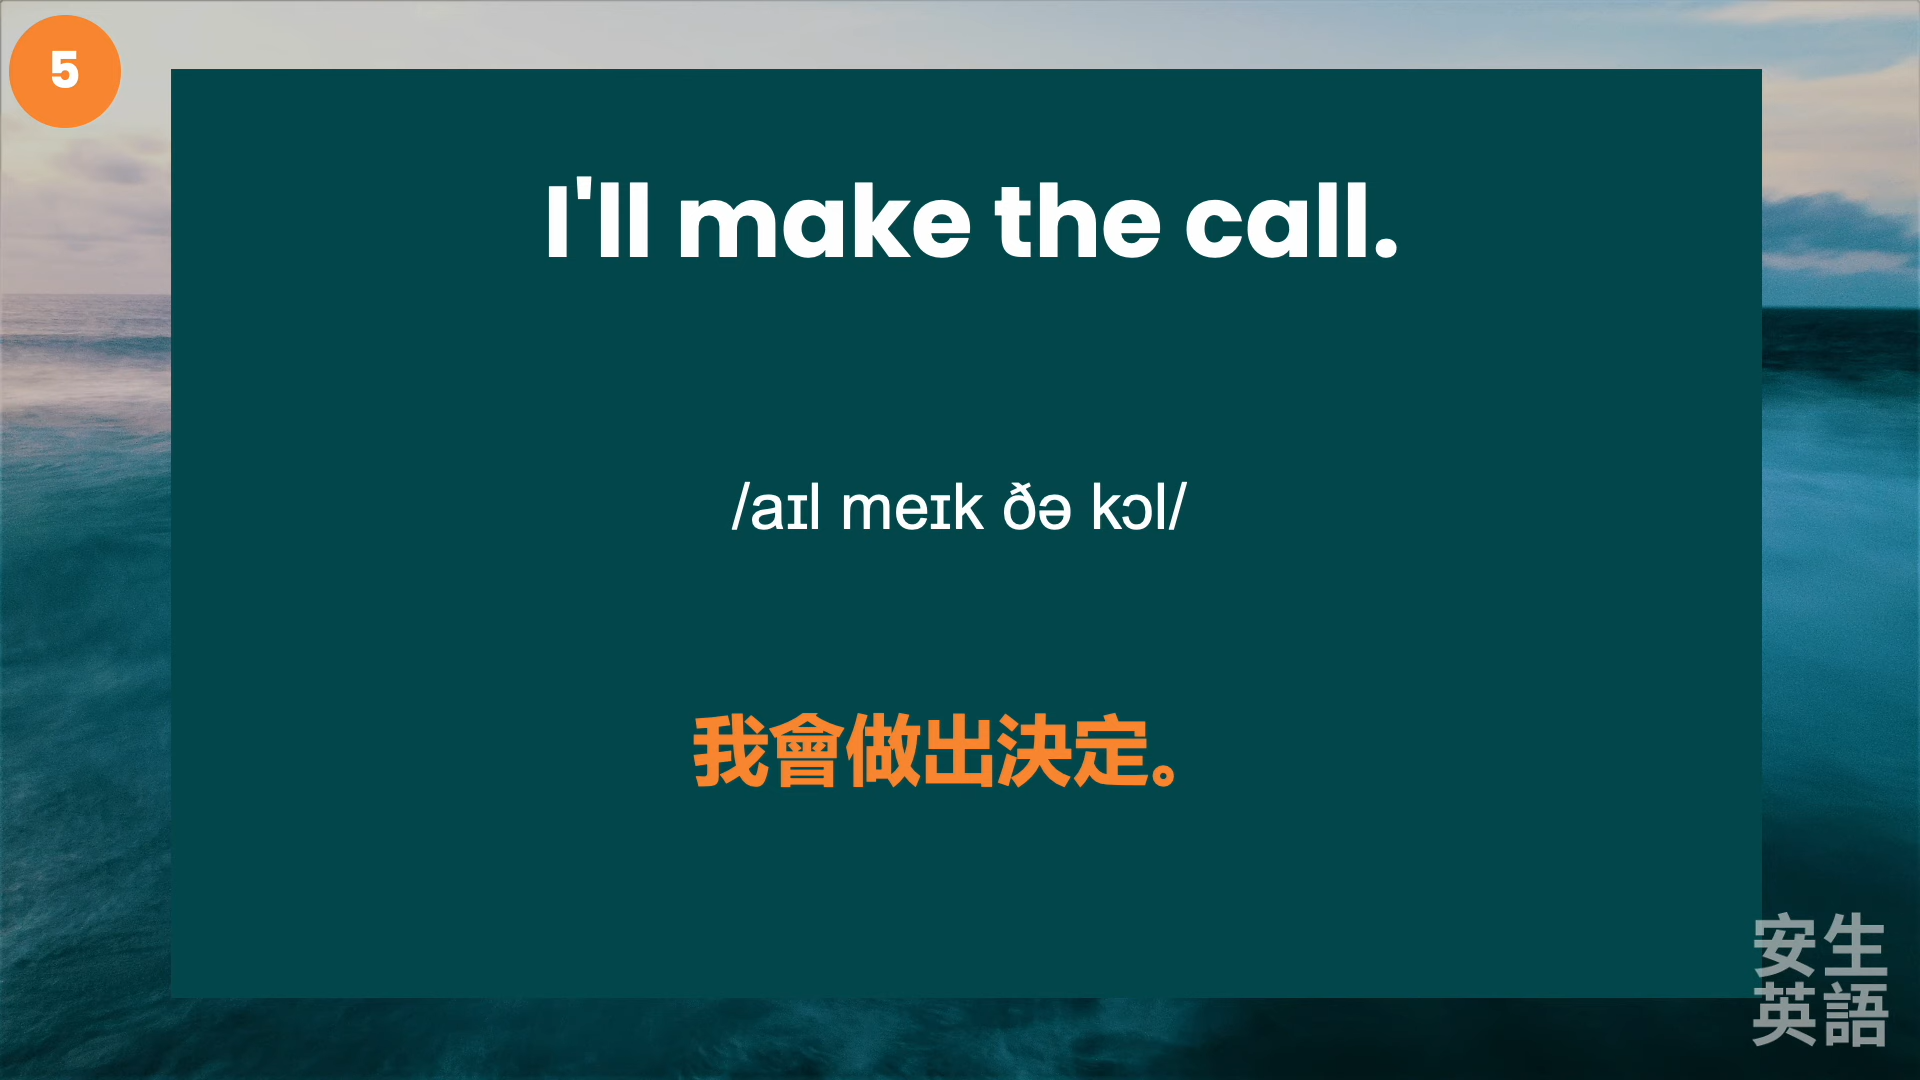 5
I'll make the call.
/aɪl meɪk ðə kɔl/
我會做出決定。
安生
英語